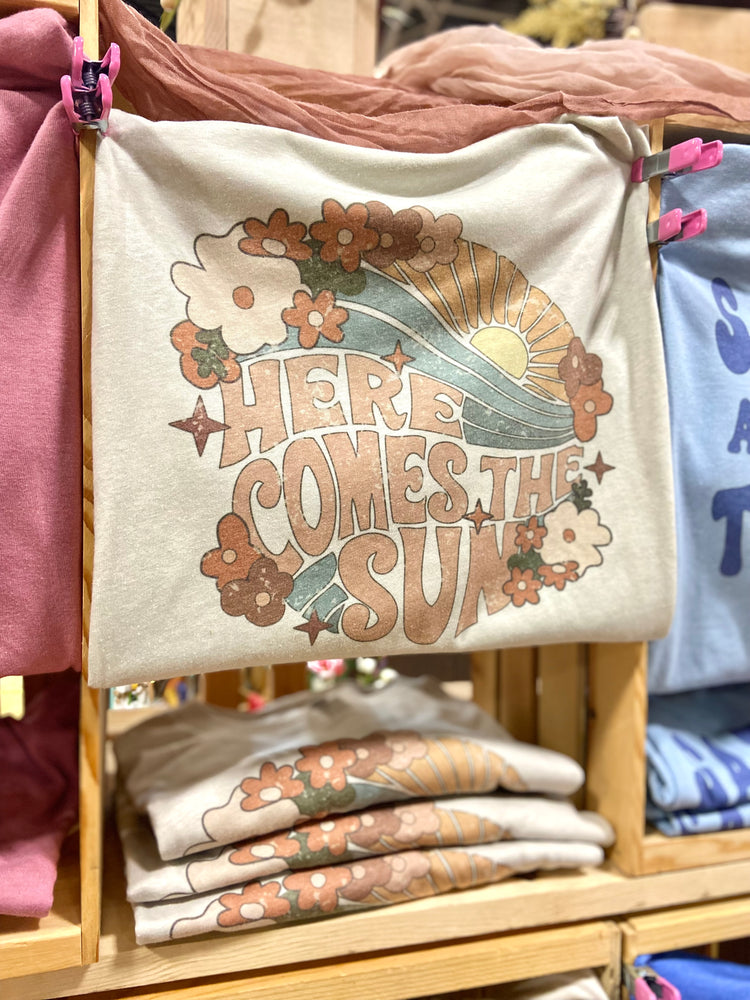 HERE
COMES THE
SUN
S
A
T